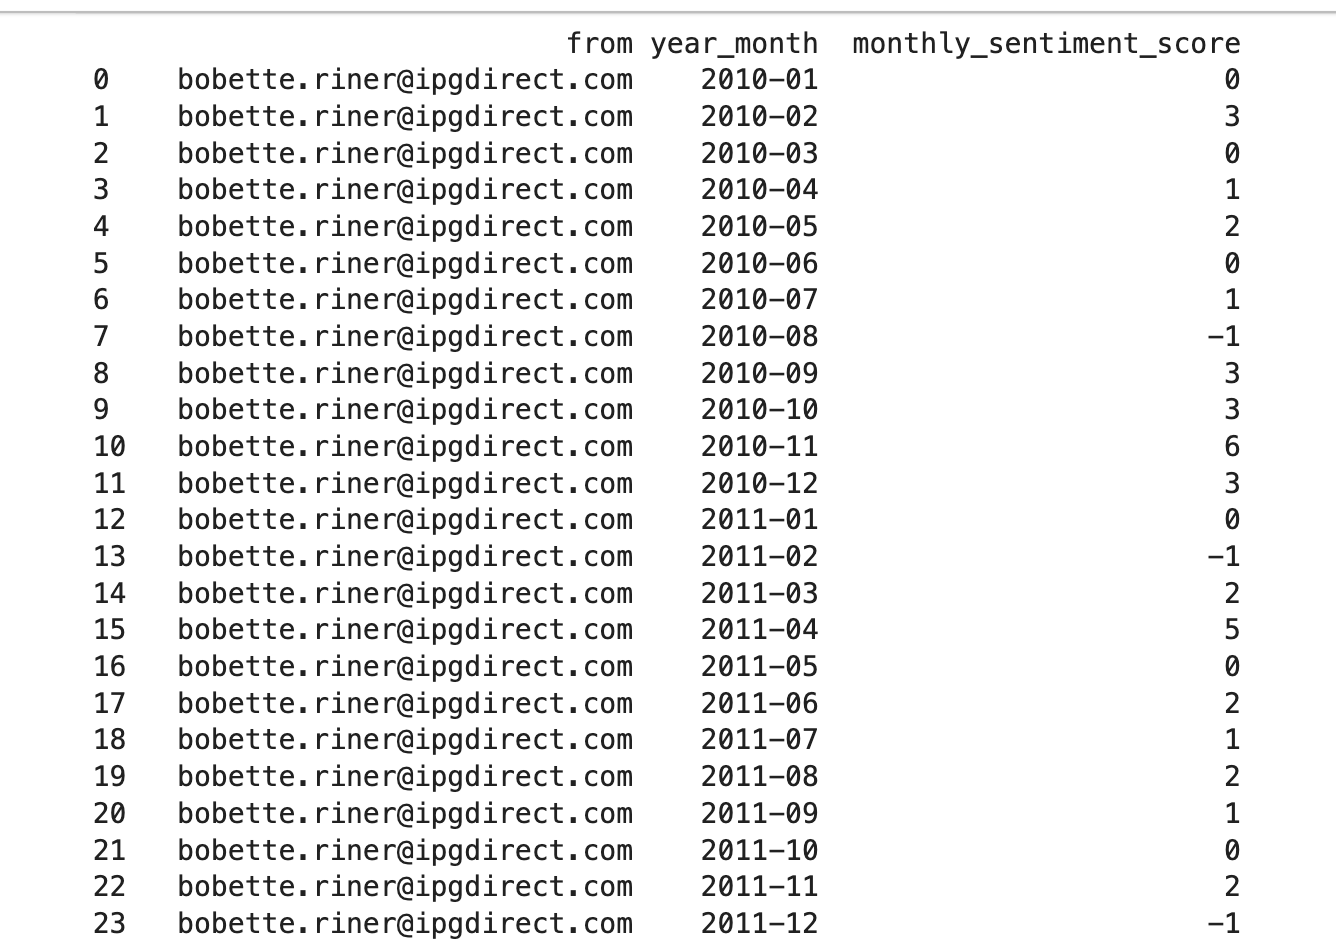 from year_month monthly_sentiment_score
0 bobette.riner@ipgdirect.com 2010-01 0
1 bobette.riner@ipgdirect.com 2010-02 3
2 bobette.riner@ipgdirect.com 2010-03 0
3 bobette.riner@ipgdirect.com 2010-04 1
4 bobette.riner@ipgdirect.com 2010-05 2
5 bobette.riner@ipgdirect.com 2010-06 0
6 bobette.riner@ipgdirect.com 2010-07 1
7 bobette.riner@ipgdirect.com 2010-08 -1
8 bobette.riner@ipgdirect.com 2010-09 3
9 bobette.riner@ipgdirect.com 2010-10 3
10 bobette.riner@ipgdirect.com 2010-11 6
11 bobette.riner@ipgdirect.com 2010-12 3
12 bobette.riner@ipgdirect.com 2011-01 0
13 bobette.riner@ipgdirect.com 2011-02 -1
14 bobette.riner@ipgdirect.com 2011-03 2
15 bobette.riner@ipgdirect.com 2011-04 5
16 bobette.riner@ipgdirect.com 2011-05 0
17 bobette.riner@ipgdirect.com 2011-06 2
18 bobette.riner@ipgdirect.com 2011-07 1
19 bobette.riner@ipgdirect.com 2011-08 2
20 bobette.riner@ipgdirect.com 2011-09 1
21 bobette.riner@ipgdirect.com 2011-10 0
22 bobette.riner@ipgdirect.com 2011-11 2
23 bobette.riner@ipgdirect.com 2011-12 -1